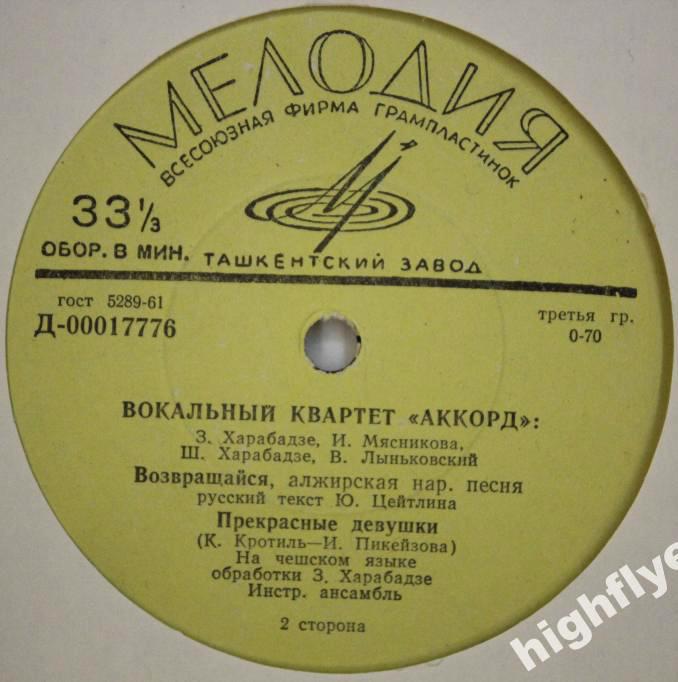 МЕЛОДИЯ
ВСЕСОЮЗНАЯ ФИРМА ГРАМПЛАСТИНОК
33 1/3
ОБОР. В МИН. ТАШКЕНТСКИЙ ЗАВОД
гост 5289-61
Д-00017776
третья гр.
0-70
ВОКАЛЬНЫЙ КВАРТЕТ «АККОРД»:
З. Харабадзе, И. Мясникова,
Ш. Харабадзе, В. Лыньковский
Возвращайся, алжирская нар. песня
русский текст Ю. Цейтлина
Прекрасные девушки
(К. Кротиль—И. Пикейзова)
На чешском языке
обработки З. Харабадзе
Инстр. ансамбль
2 сторона
highflye